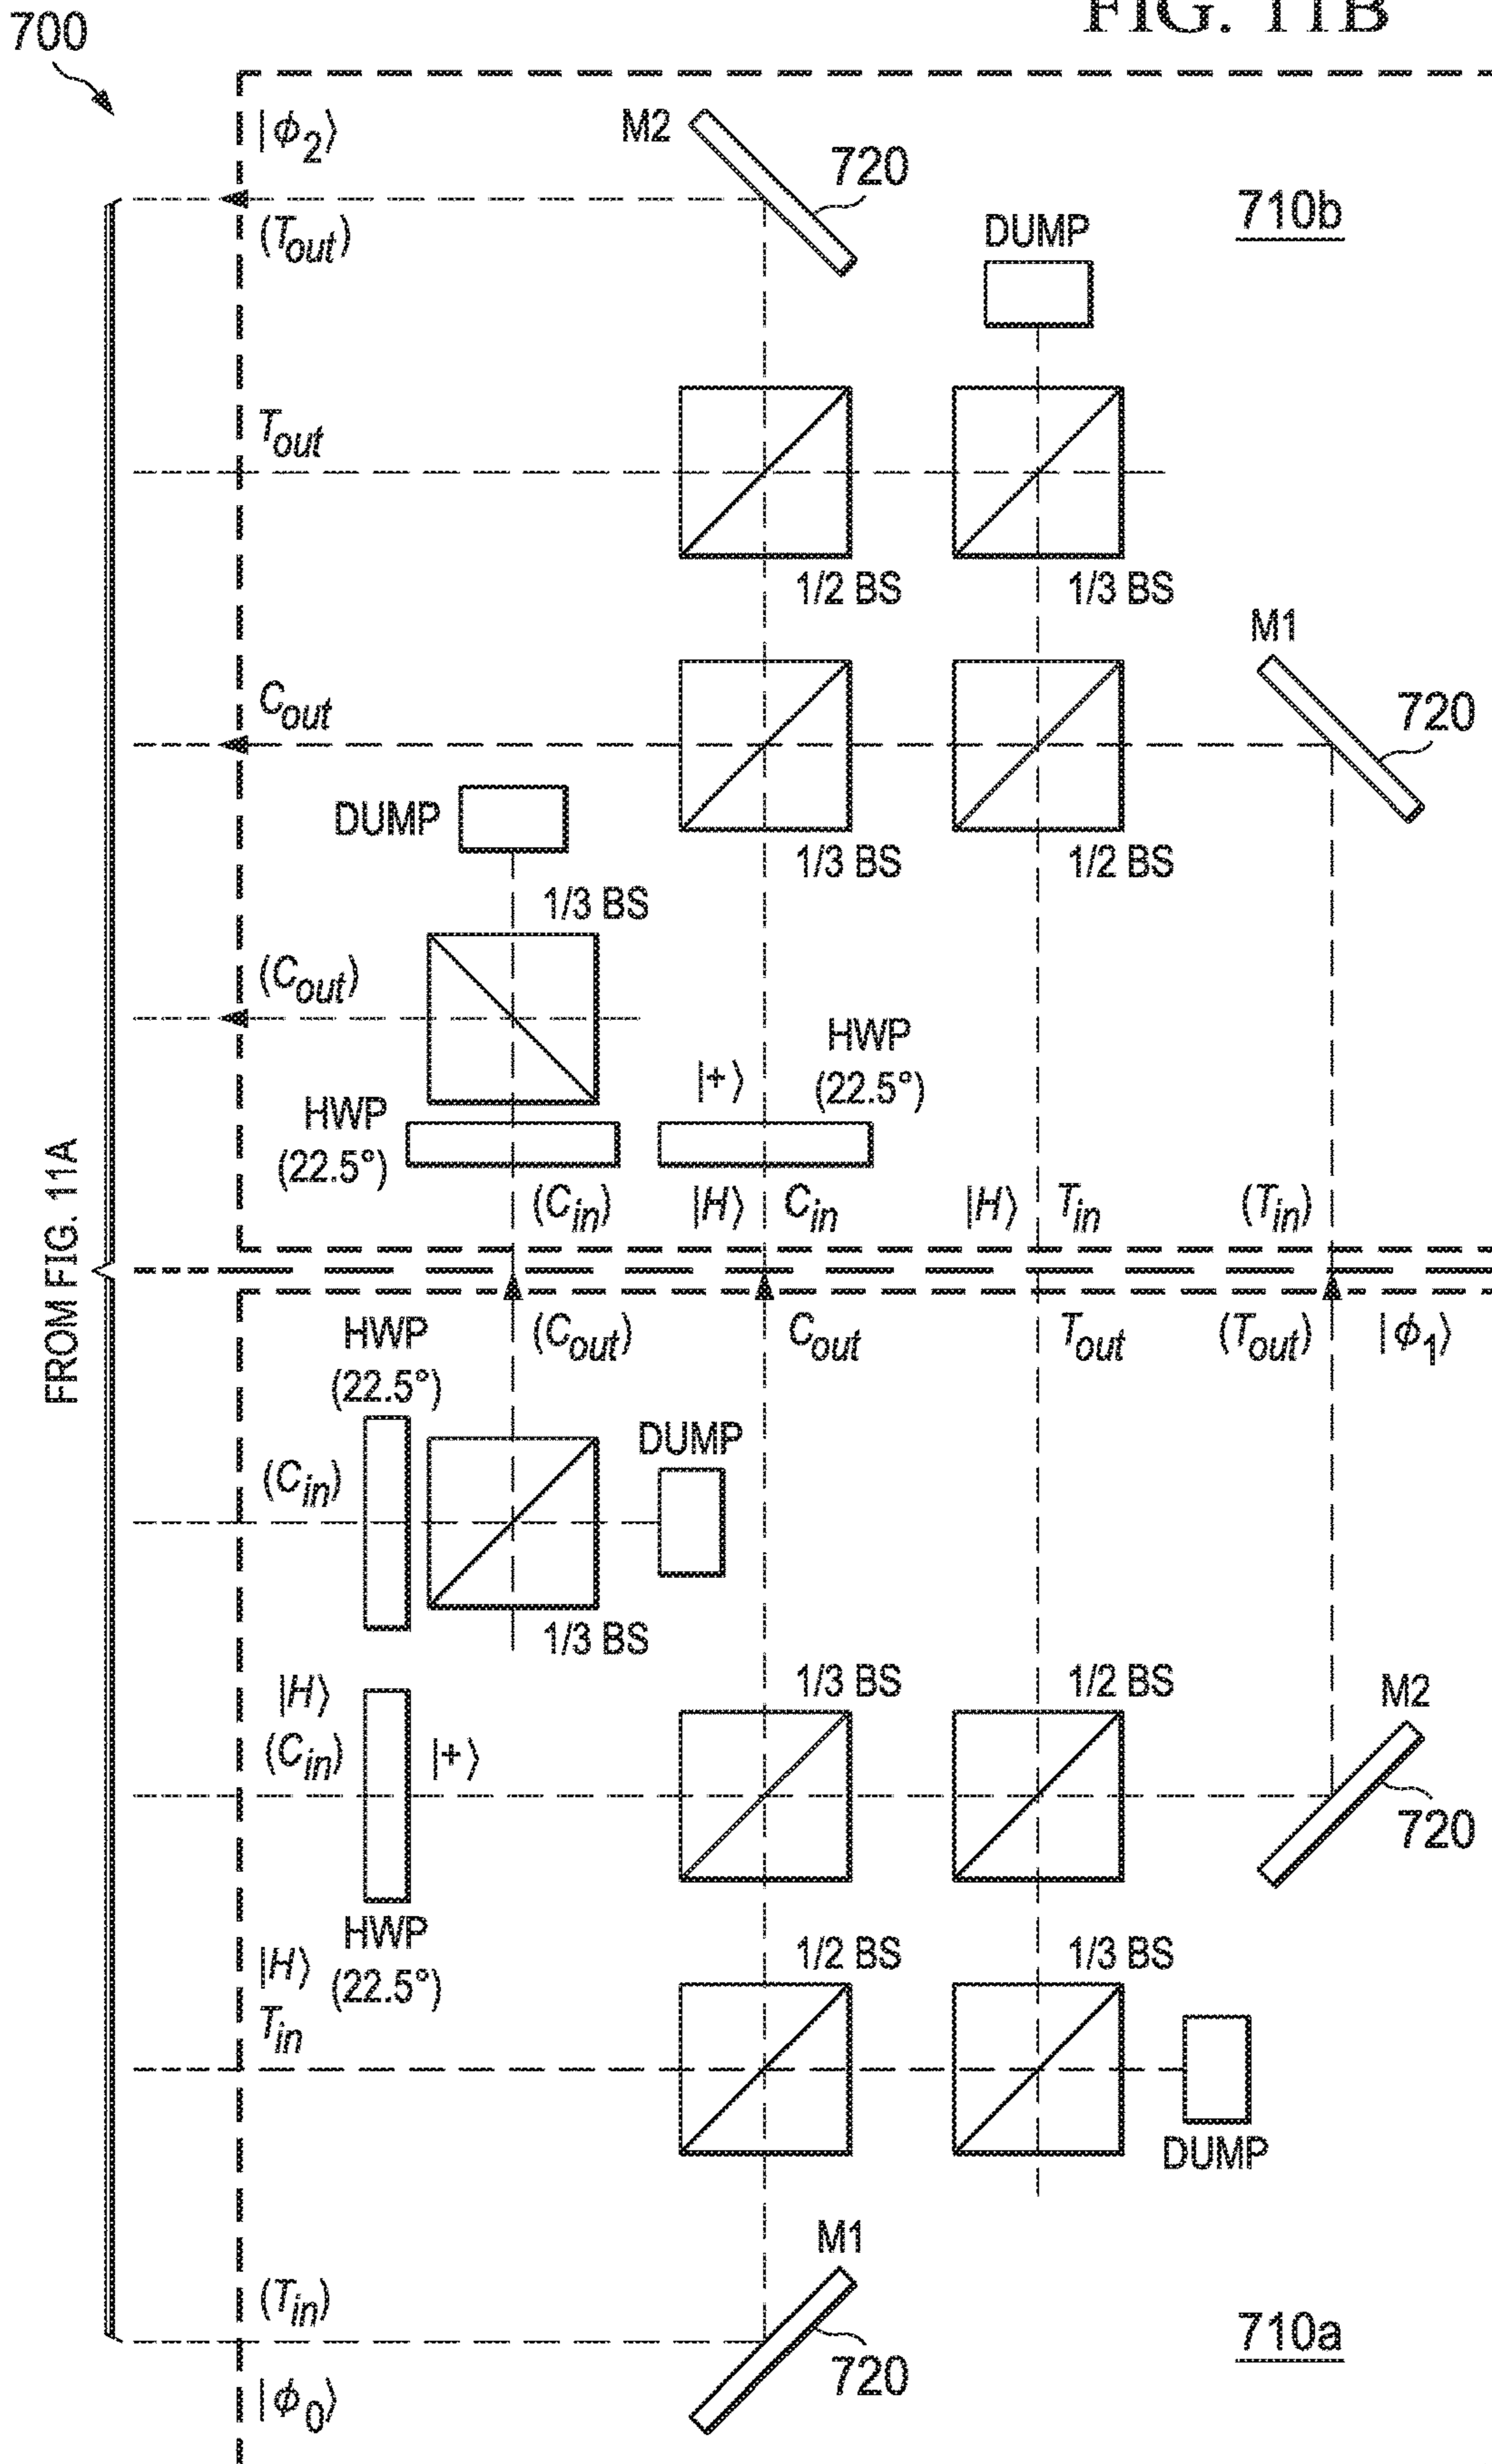 FIG. 11B
700
|ϕ2⟩
M2
720
710b
(Tout)
DUMP
Tout
1/2 BS
1/3 BS
M1
Cout
720
DUMP
1/3 BS
1/2 BS
1/3 BS
(Cout)
HWP
(22.5°)
|+⟩
HWP
(22.5°)
(Cin)
|H⟩
Cin
|H⟩
Tin
(Tin)
FROM FIG. 11A
HWP
(22.5°)
(Cout)
Cout
Tout
(Tout)
|ϕ1⟩
(Cin)
DUMP
1/3 BS
|H⟩
(Cin)
|+⟩
1/3 BS
1/2 BS
M2
720
HWP
(22.5°)
|H⟩
Tin
1/2 BS
1/3 BS
DUMP
M1
(Tin)
720
710a
|ϕ0⟩